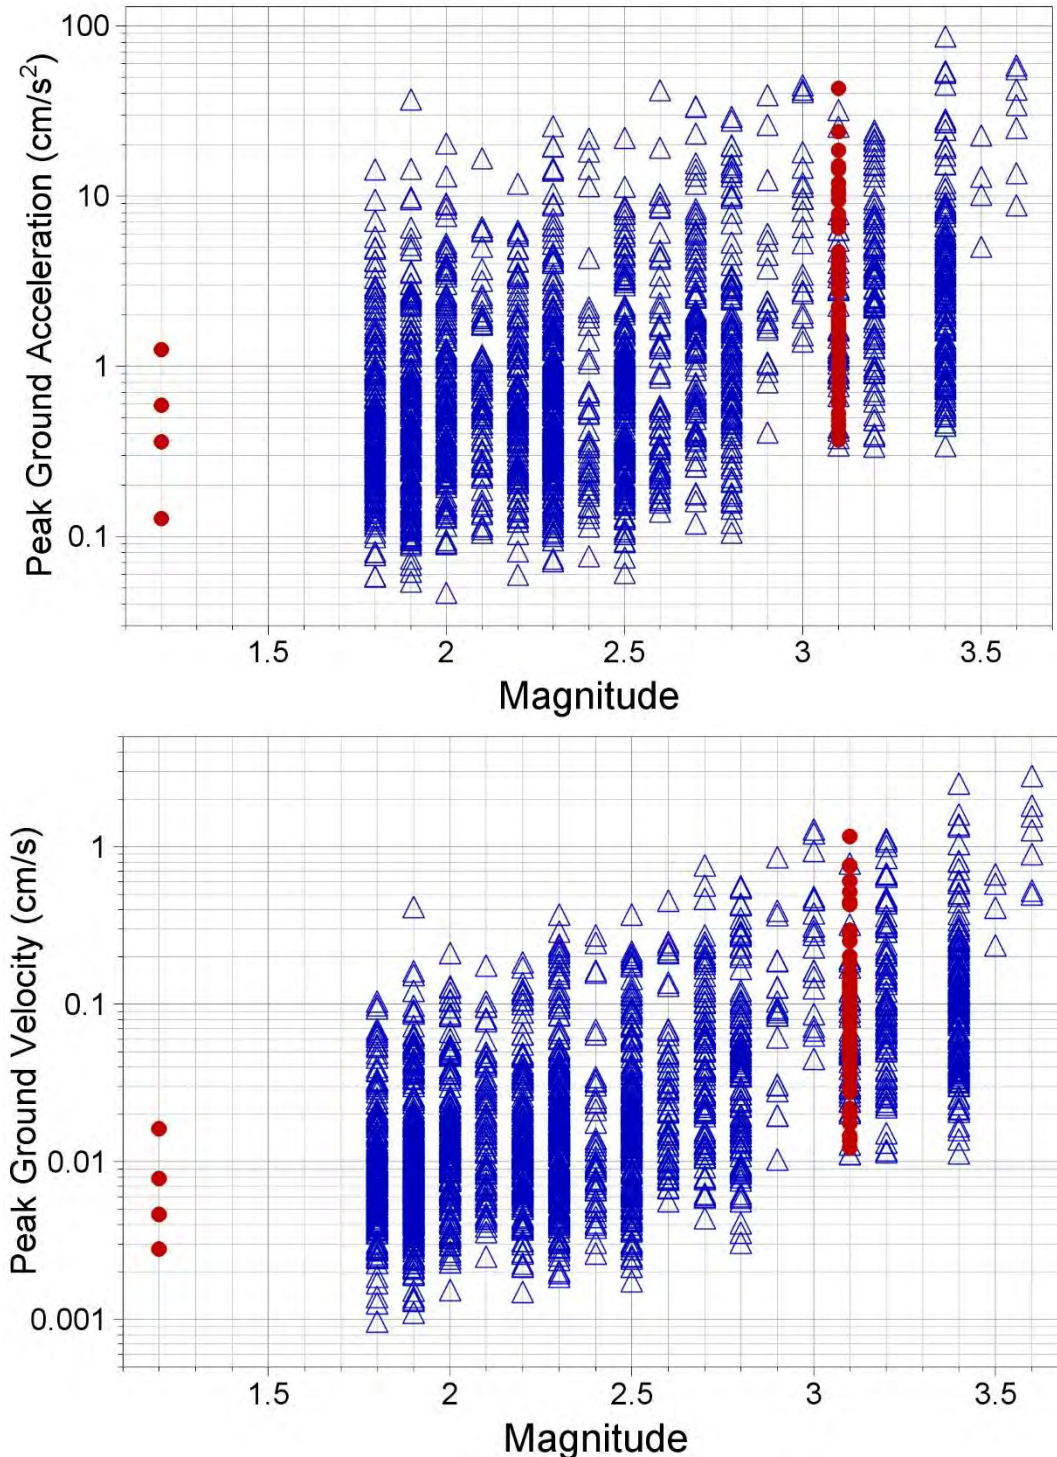 Peak Ground Acceleration (cm/s²)
100
10
1
0.1
1.5 2 2.5 3 3.5
Magnitude
Peak Ground Velocity (cm/s)
1
0.1
0.01
0.001
1.5 2 2.5 3 3.5
Magnitude